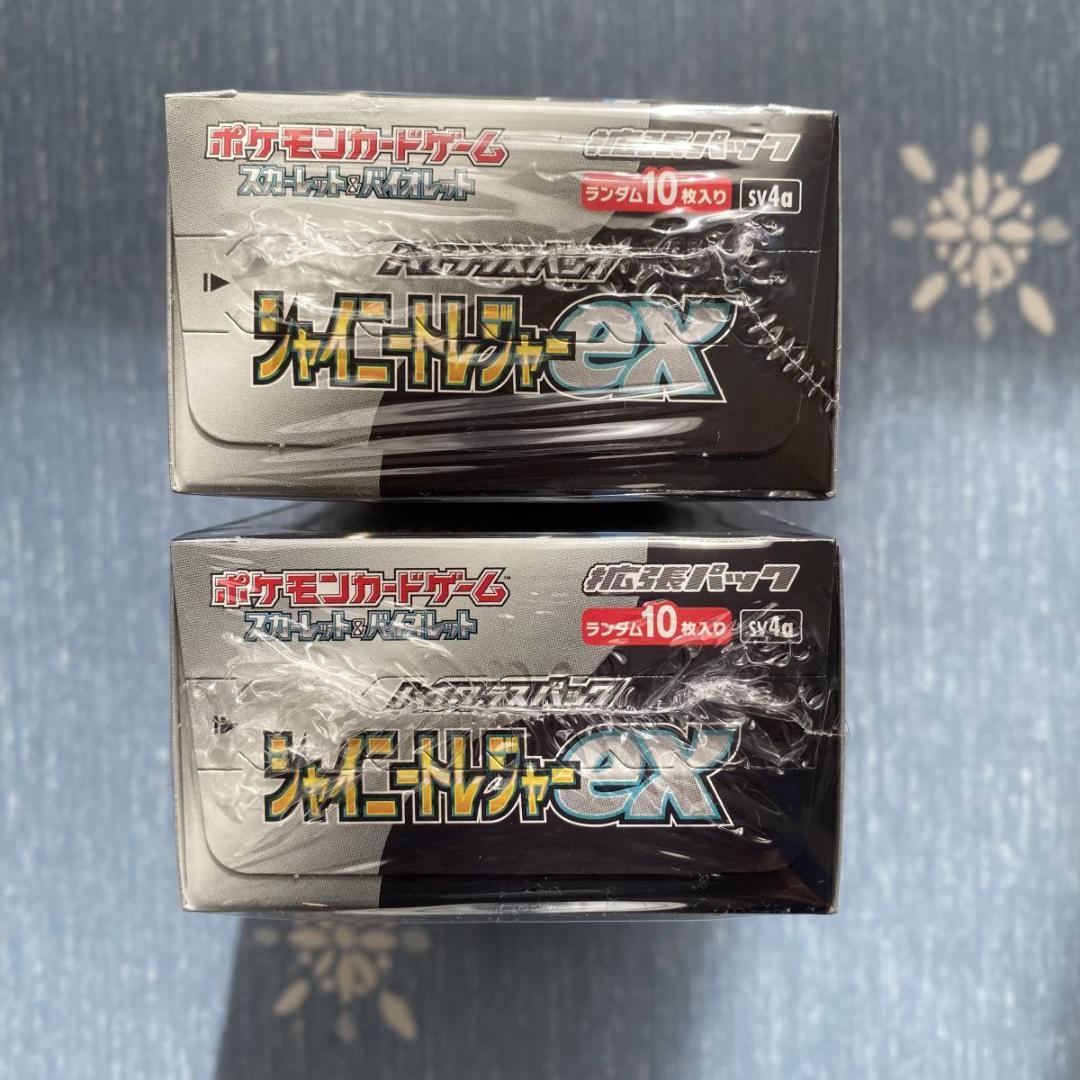 ポケモンカードゲーム™
拡張パック
スカーレット&バイオレット
ランダム10枚入り
sv4a
ハイクラスパック
シャイニートレジャーex
ポケモンカードゲーム™
拡張パック
スカーレット&バイオレット
ランダム10枚入り
sv4a
ハイクラスパック
シャイニートレジャーex